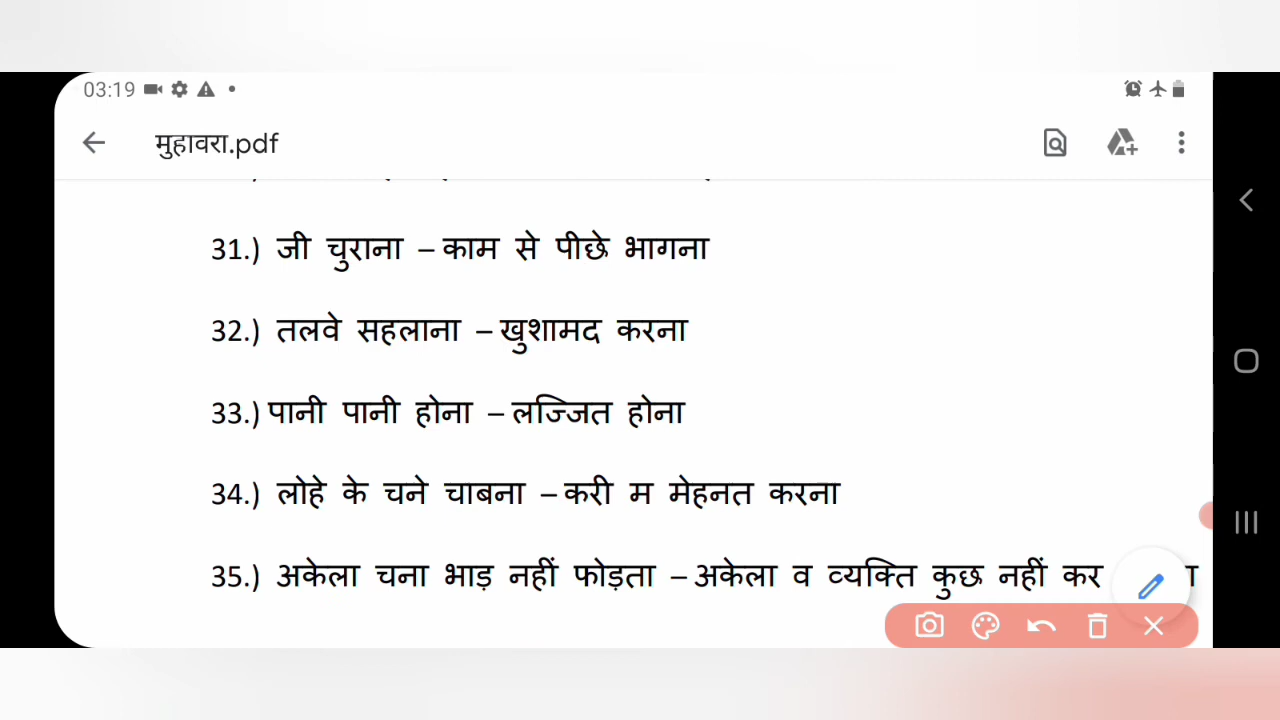 03:19
मुहावरा.pdf
31.) जी चुराना – काम से पीछे भागना
32.) तलवे सहलाना – खुशामद करना
33.) पानी पानी होना – लज्जित होना
34.) लोहे के चने चाबना – करी म मेहनत करना
35.) अकेला चना भाड़ नहीं फोड़ता – अकेला व व्यक्ति कुछ नहीं कर